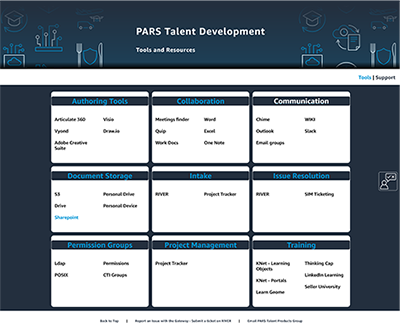 PARS Talent Development
Tools and Resources
Tools | Support
Authoring Tools
Articulate 360
Visio
Vyond
Draw.io
Adobe Creative
Suite
Collaboration
Meetings finder
Word
Quip
Excel
Work Docs
One Note
Communication
Chime
WIKI
Outlook
Slack
Email groups
Document Storage
S3
Personal Drive
Drive
Personal Device
Sharepoint
Intake
RIVER
Project Tracker
Issue Resolution
RIVER
SIM Ticketing
Permission Groups
Ldap
Permissions
POSIX
CTI Groups
Project Management
Project Tracker
Training
KNet - Learning
Objects
Thinking Cap
KNet - Portals
LinkedIn Learning
Learn Gnome
Seller University
Back to Top | Report an Issue with the Gateway - Submit a ticket on RIVER | Email PARS Talent Products Group